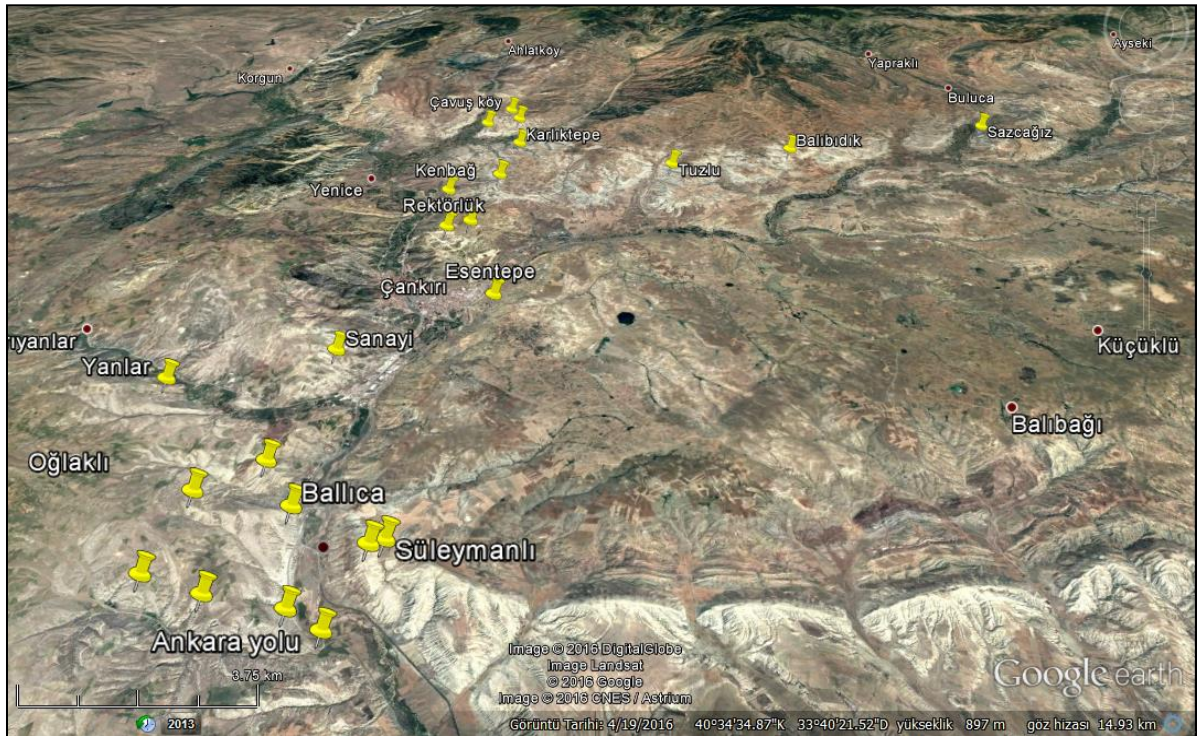 Ayseki
Ahlatköy
Yapraklı
Korgun
Buluca
Çavuş köy
Sazcağız
Karlıktepe
Balıbıdık
Kenbağ
Tuzlu
Yenice
Rektörlük
Esentepe
Çankırı
rıyanlar
Sanayi
Küçüklü
Yanlar
Balıbağı
Oğlaklı
Ballıca
Süleymanlı
Ankara yolu
Image © 2016 DigitalGlobe
Image Landsat
© 2016 Google
Image © 2016 CNES / Astrium
Google earth
3.75 km
2013
Görüntü Tarihi: 4/19/2016 40°34'34.87"K 33°40'21.52"D yükseklik 897 m göz hizası 14.93 km